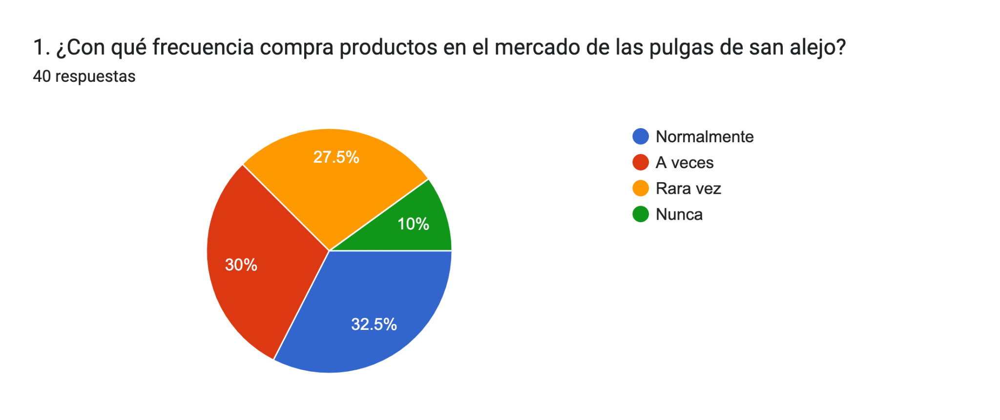 1. ¿Con qué frecuencia compra productos en el mercado de las pulgas de san alejo?
40 respuestas
27.5%
10%
30%
32.5%
Normalmente
A veces
Rara vez
Nunca